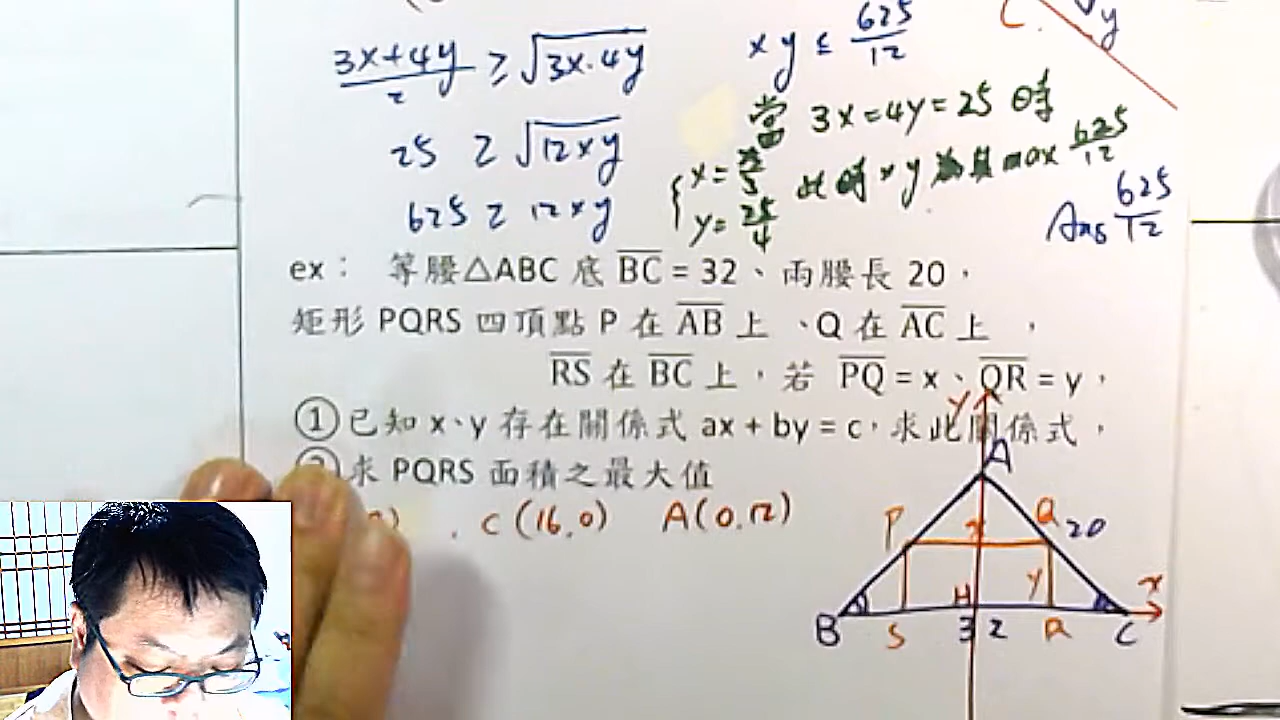 (3x+4y)/2 ≥ √(3x·4y)
xy ≤ 625/12
25 ≥ √(12xy)
當 3x=4y=25 時
625 ≥ 12xy
y=25/4
此時 xy max 625/12
Ans 625/12
ex： 等腰△ABC 底 BC = 32、兩腰長 20，
矩形 PQRS 四頂點 P 在 AB 上 、Q 在 AC 上 ，
RS 在 BC 上，若 PQ = x、QR = y，
①已知 x、y 存在關係式 ax + by = c，求此關係式，
求 PQRS 面積之最大值
, C (16,0) A(0,12)
y
A
P x Q 20
H y x
B S 32 R C